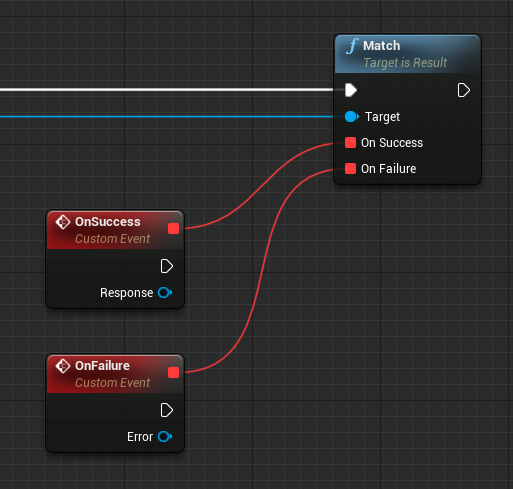 f Match
Target is Result
Target
On Success
On Failure
OnSuccess
Custom Event
Response
OnFailure
Custom Event
Error